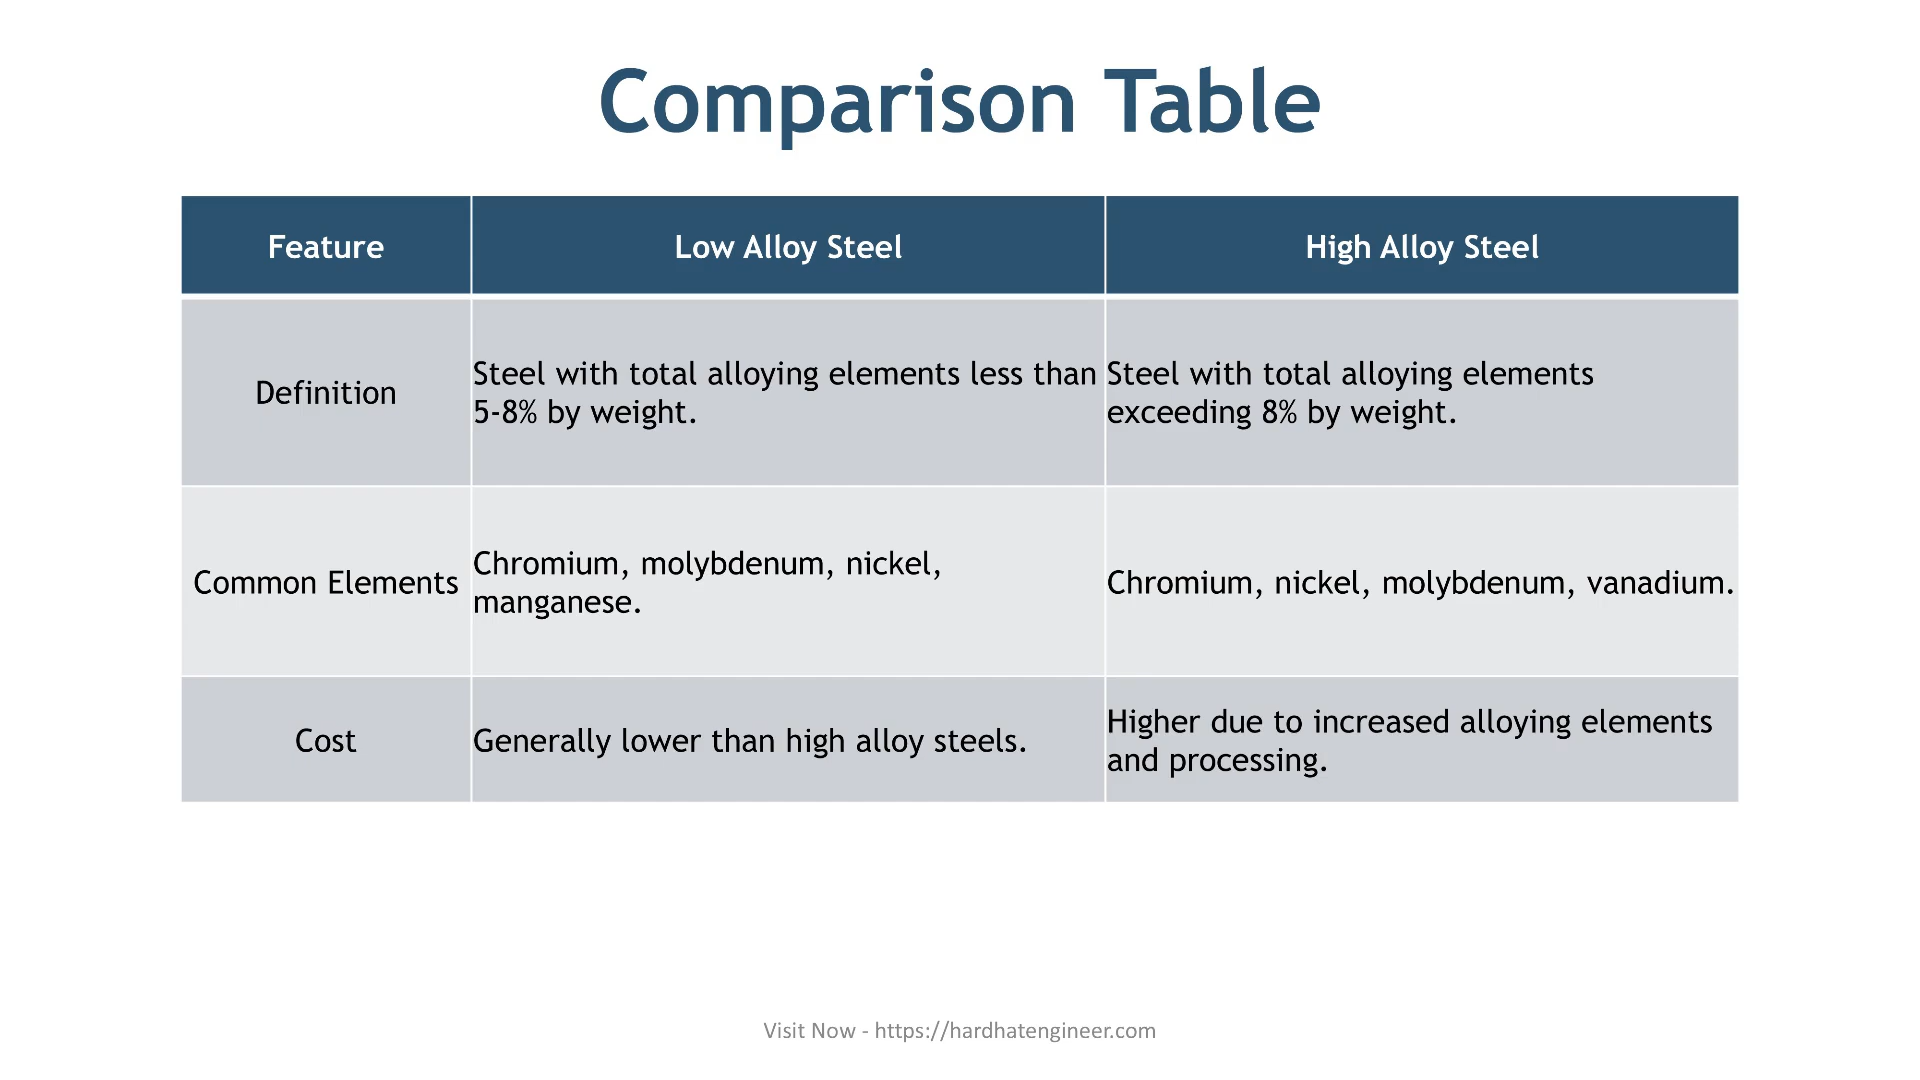 Comparison Table
Feature
Low Alloy Steel
High Alloy Steel
Definition
Steel with total alloying elements less than
5-8% by weight.
Steel with total alloying elements
exceeding 8% by weight.
Common Elements
Chromium, molybdenum, nickel,
manganese.
Chromium, nickel, molybdenum, vanadium.
Cost
Generally lower than high alloy steels.
Higher due to increased alloying elements
and processing.
Visit Now - https://hardhatengineer.com